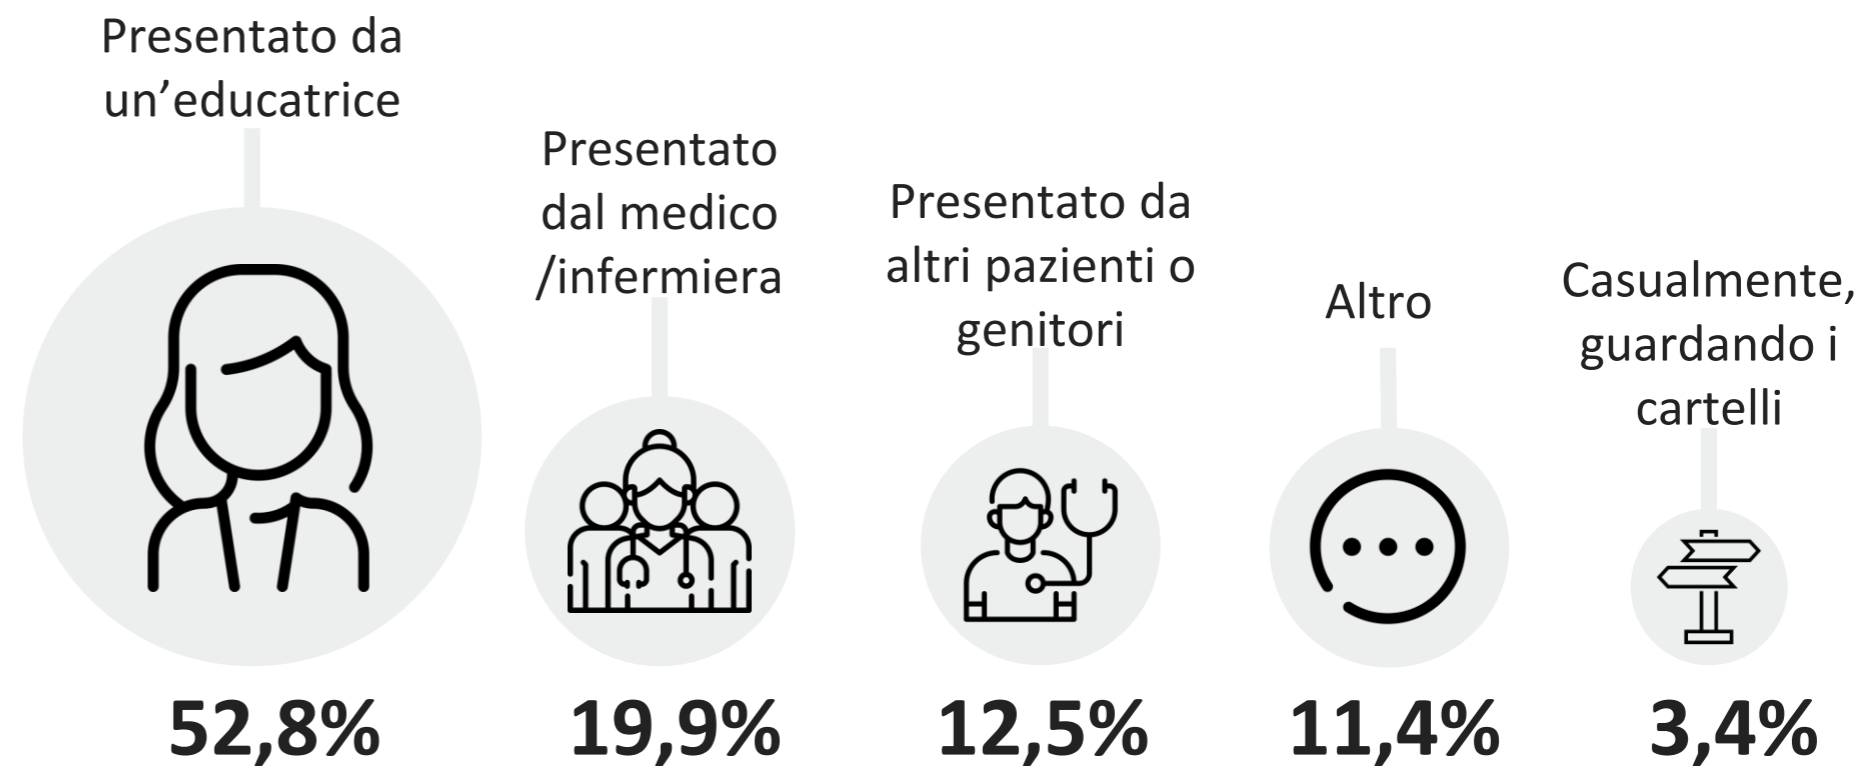 Presentato da
un’educatrice
52,8%
Presentato
dal medico
/infermiera
19,9%
Presentato da
altri pazienti o
genitori
12,5%
Altro
11,4%
Casualmente,
guardando i
cartelli
3,4%